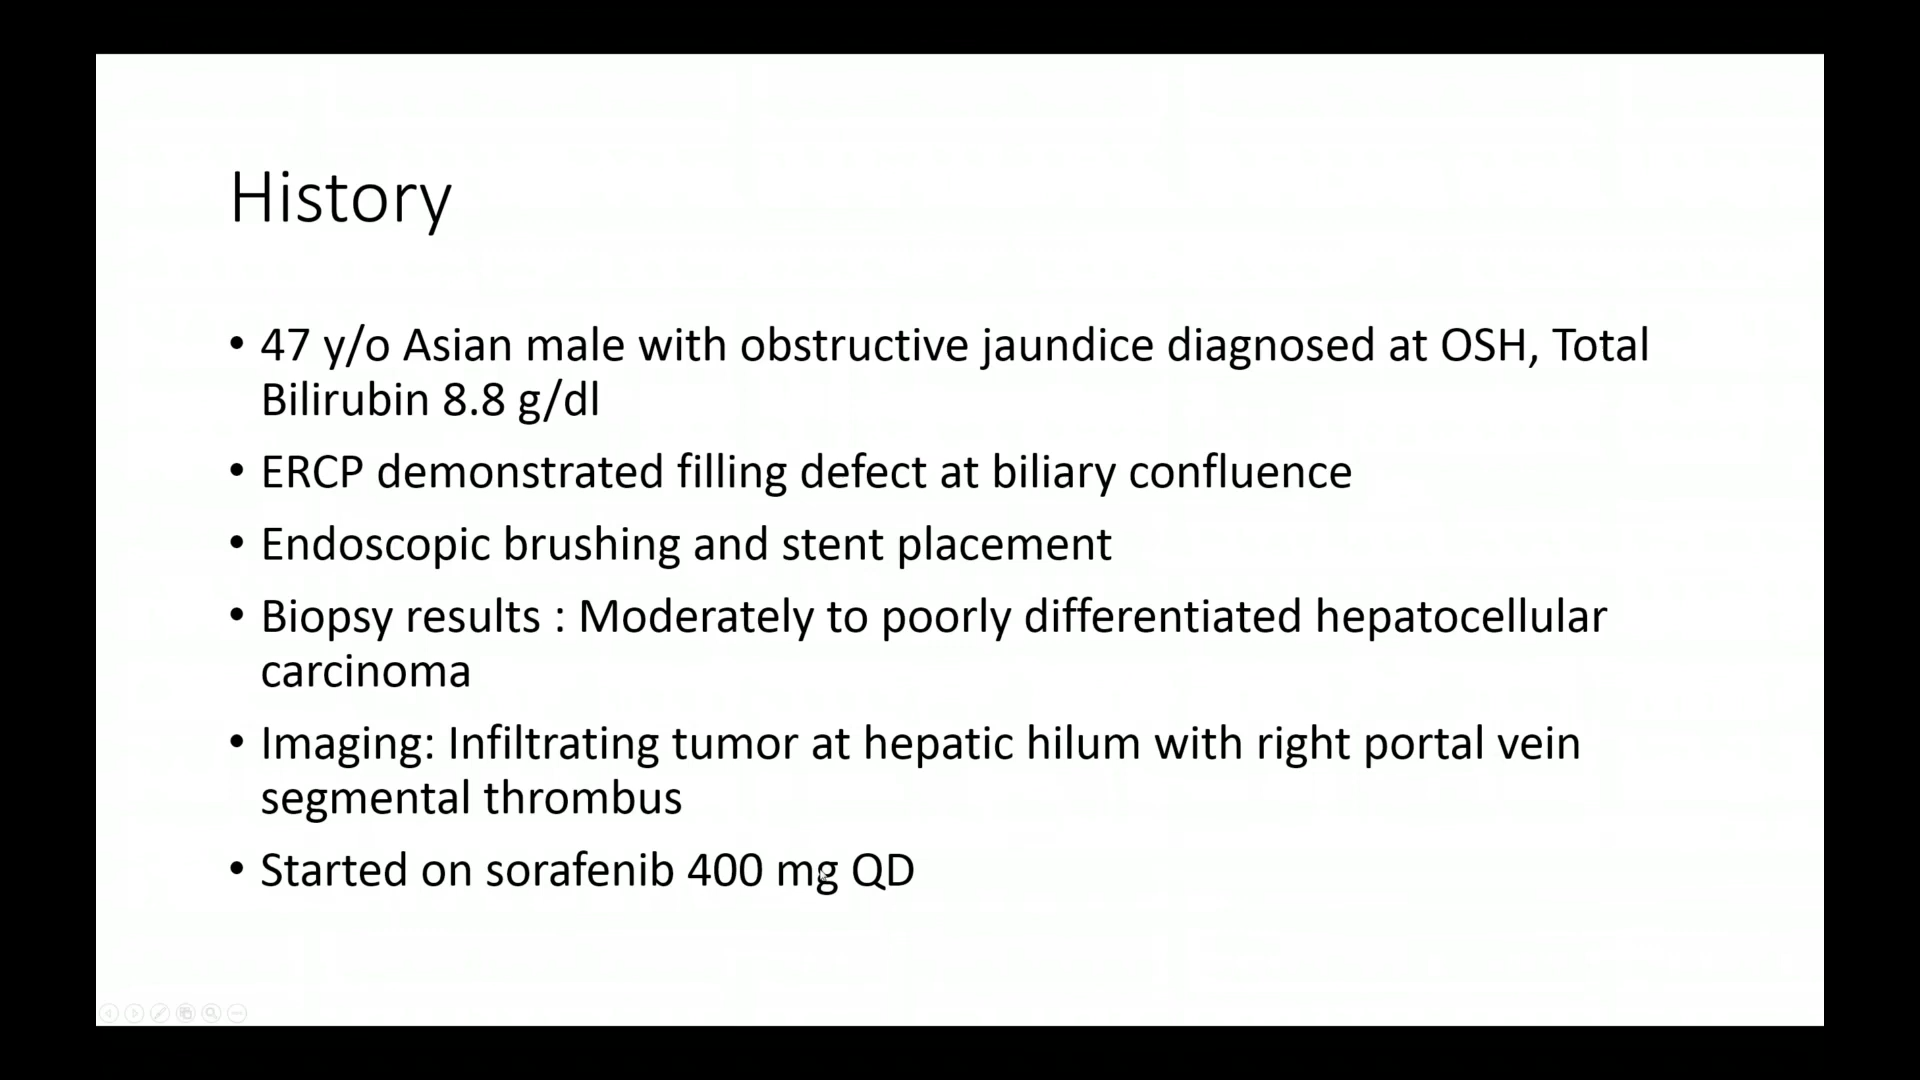 History
• 47 y/o Asian male with obstructive jaundice diagnosed at OSH, Total
Bilirubin 8.8 g/dl
• ERCP demonstrated filling defect at biliary confluence
• Endoscopic brushing and stent placement
• Biopsy results : Moderately to poorly differentiated hepatocellular
carcinoma
• Imaging: Infiltrating tumor at hepatic hilum with right portal vein
segmental thrombus
• Started on sorafenib 400 mg QD